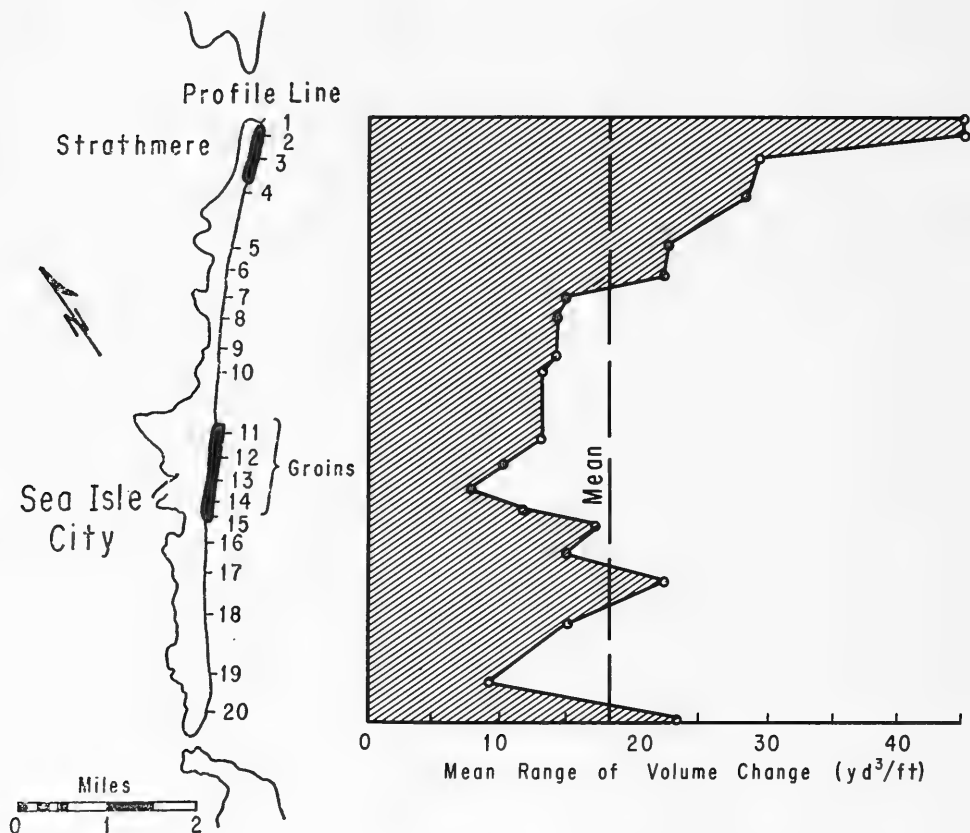 Profile Line
Strathmere
1
2
3
4
5
6
7
8
9
10
11
12
13
14
15
16
17
18
19
20
Groins
Sea Isle
City
Mean
Miles
0 1 2
0 10 20 30 40
Mean Range of Volume Change (yd³/ft)